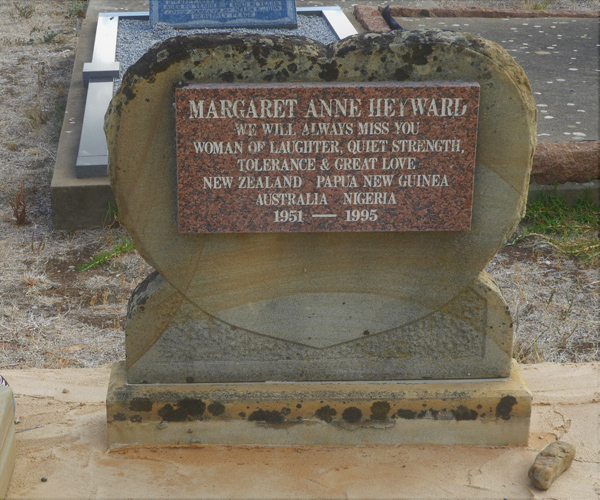 MARGARET ANNE HEYWARD
WE WILL ALWAYS MISS YOU
WOMAN OF LAUGHTER, QUIET STRENGTH,
TOLERANCE & GREAT LOVE
NEW ZEALAND PAPUA NEW GUINEA
AUSTRALIA NIGERIA
1951 — 1995